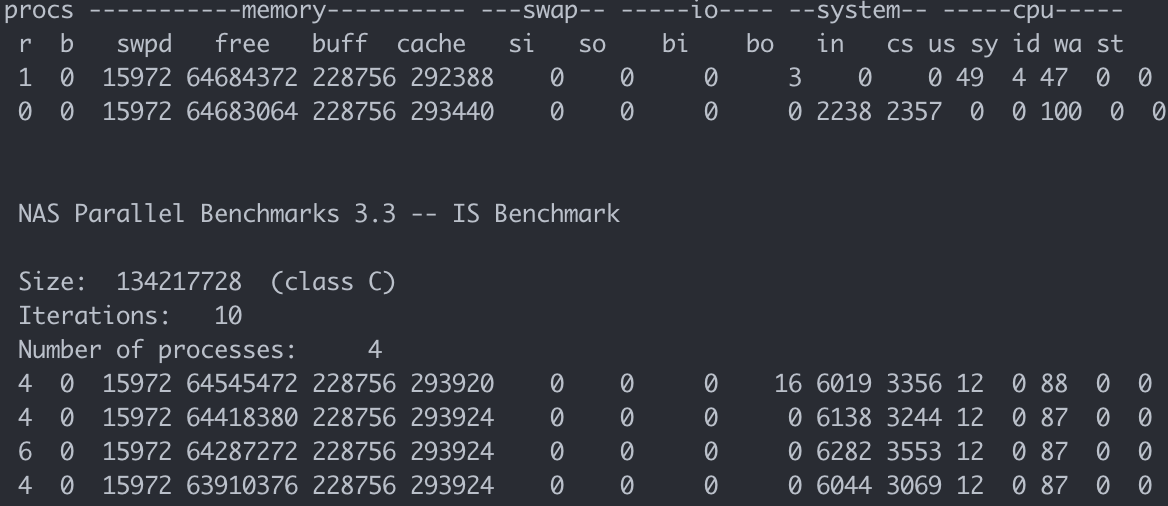 procs -----------memory---------- ---swap-- -----io---- --system-- -----cpu-----
 r  b   swpd   free   buff  cache   si   so    bi    bo   in   cs us sy id wa st
 1  0  15972 64684372 228756 292388    0    0     0     3    0    0 49  4 47  0  0
 0  0  15972 64683064 228756 293440    0    0     0     0 2238 2357  0  0 100  0  0
 NAS Parallel Benchmarks 3.3 -- IS Benchmark
 Size:  134217728  (class C)
 Iterations:   10
 Number of processes:     4
 4  0  15972 64545472 228756 293920    0    0     0    16 6019 3356 12  0 88  0  0
 4  0  15972 64418380 228756 293924    0    0     0     0 6138 3244 12  0 87  0  0
 6  0  15972 64287272 228756 293924    0    0     0     0 6282 3553 12  0 87  0  0
 4  0  15972 63910376 228756 293924    0    0     0     0 6044 3069 12  0 87  0  0